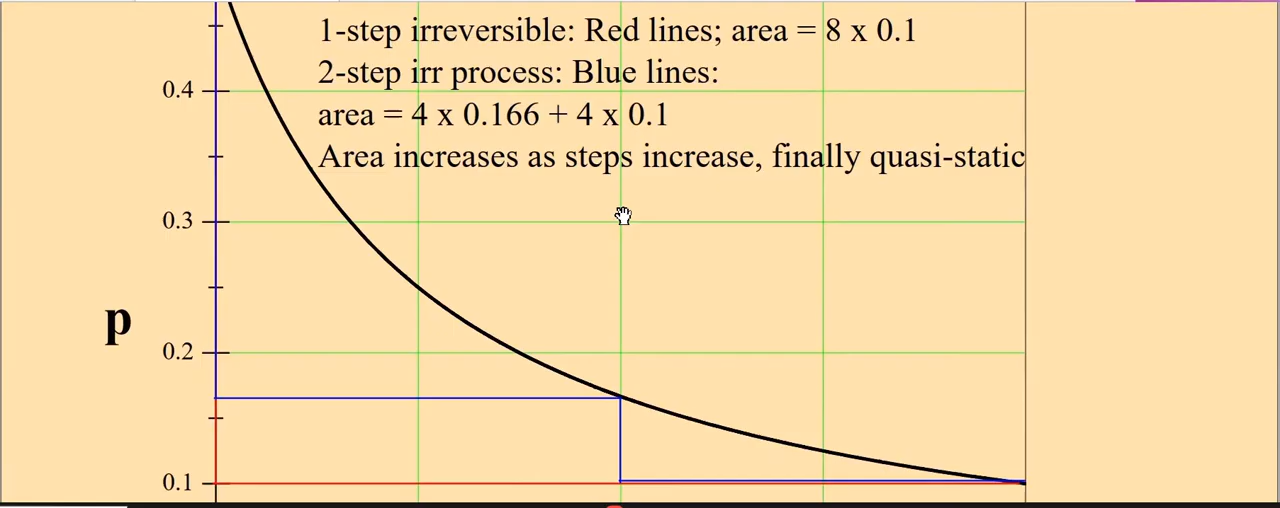 1-step irreversible: Red lines; area = 8 x 0.1
2-step irr process: Blue lines:
0.4
area = 4 x 0.166 + 4 x 0.1
Area increases as steps increase, finally quasi-static
0.3
p
0.2
0.1